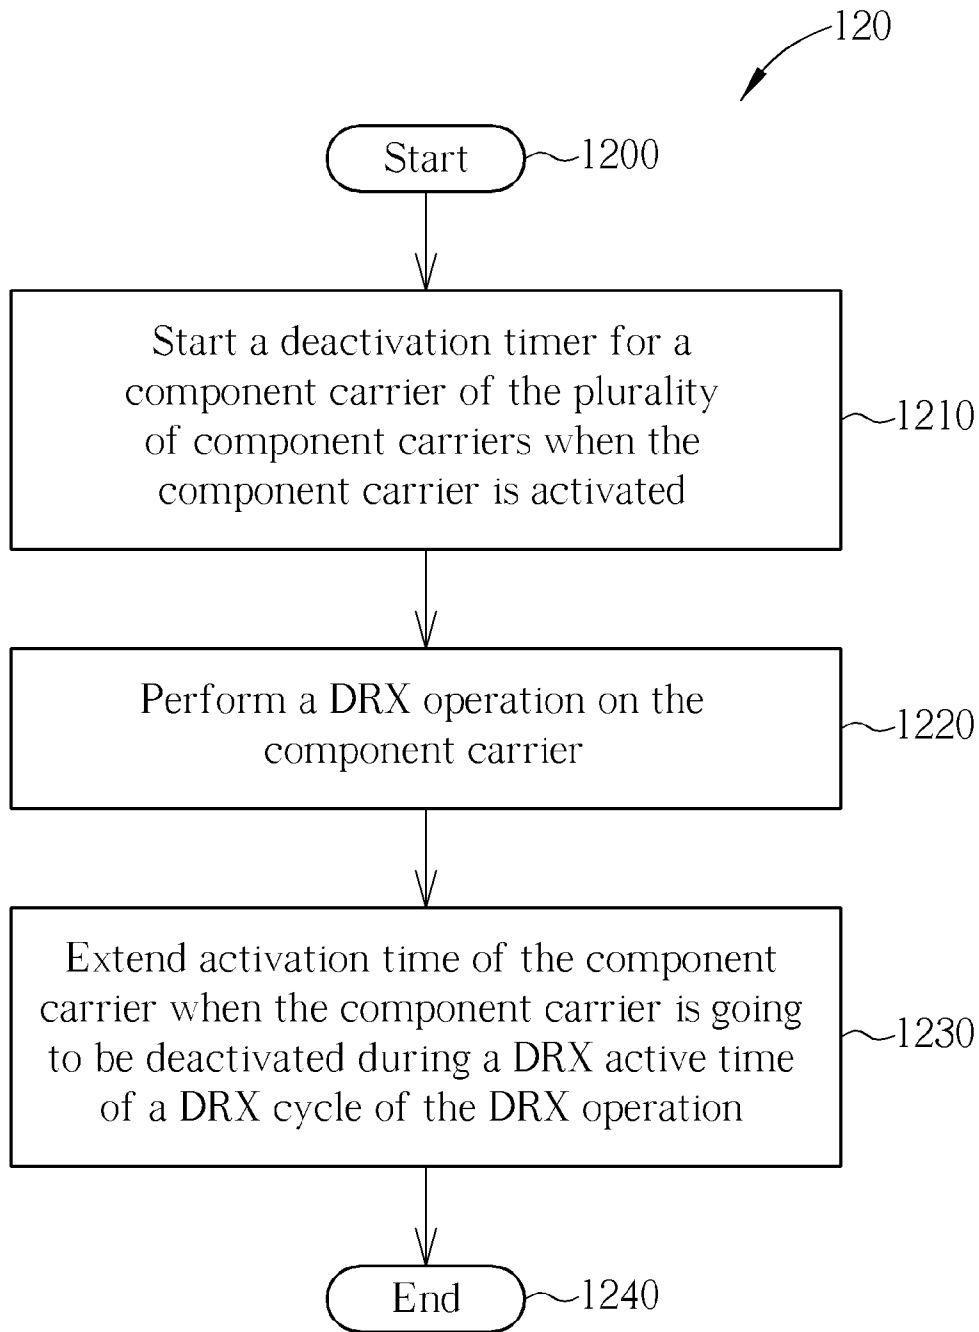 120
Start
1200
Start a deactivation timer for a
component carrier of the plurality
of component carriers when the
component carrier is activated
1210
Perform a DRX operation on the
component carrier
1220
Extend activation time of the component
carrier when the component carrier is going
to be deactivated during a DRX active time
of a DRX cycle of the DRX operation
1230
End
1240